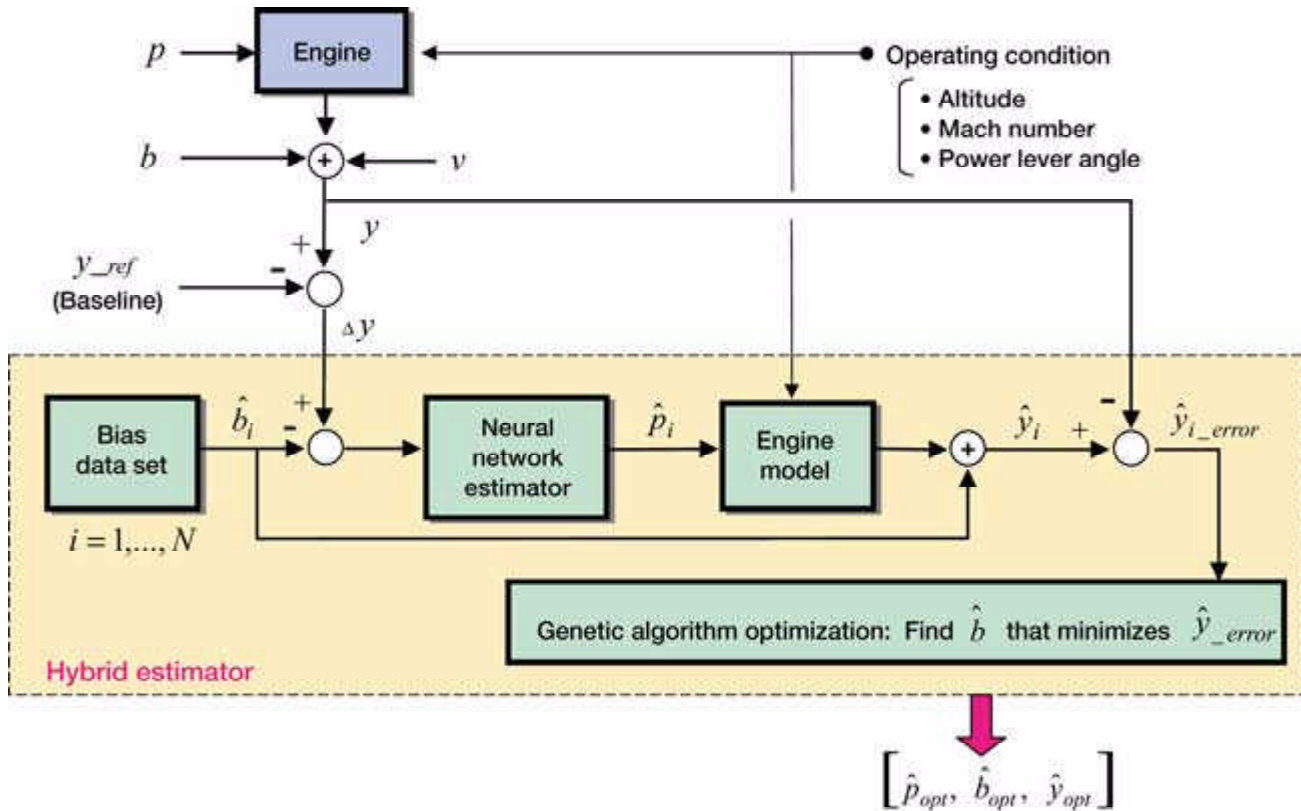 p
Engine
Operating condition
• Altitude
• Mach number
• Power lever angle
b
+
v
+
y
y_ref
-
(Baseline)
Δy
Bias
data set
b̂ᵢ
+
-
Neural
network
estimator
p̂ᵢ
Engine
model
+
ŷᵢ
+
-
ŷi_error
i = 1,..., N
Genetic algorithm optimization: Find b̂ that minimizes ŷ_error
Hybrid estimator
[p̂opt, b̂opt, ŷopt]